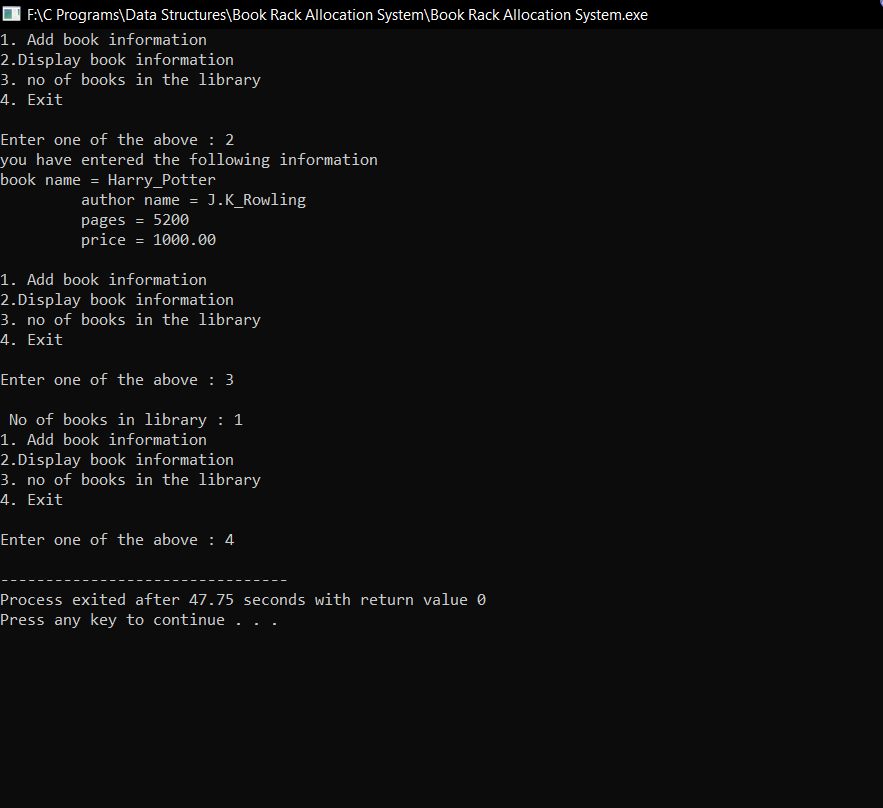 F:\C Programs\Data Structures\Book Rack Allocation System\Book Rack Allocation System.exe
1. Add book information
2.Display book information
3. no of books in the library
4. Exit
Enter one of the above : 2
you have entered the following information
book name = Harry_Potter
author name = J.K_Rowling
pages = 5200
price = 1000.00
1. Add book information
2.Display book information
3. no of books in the library
4. Exit
Enter one of the above : 3
No of books in library : 1
1. Add book information
2.Display book information
3. no of books in the library
4. Exit
Enter one of the above : 4
--------------------------------
Process exited after 47.75 seconds with return value 0
Press any key to continue . . .